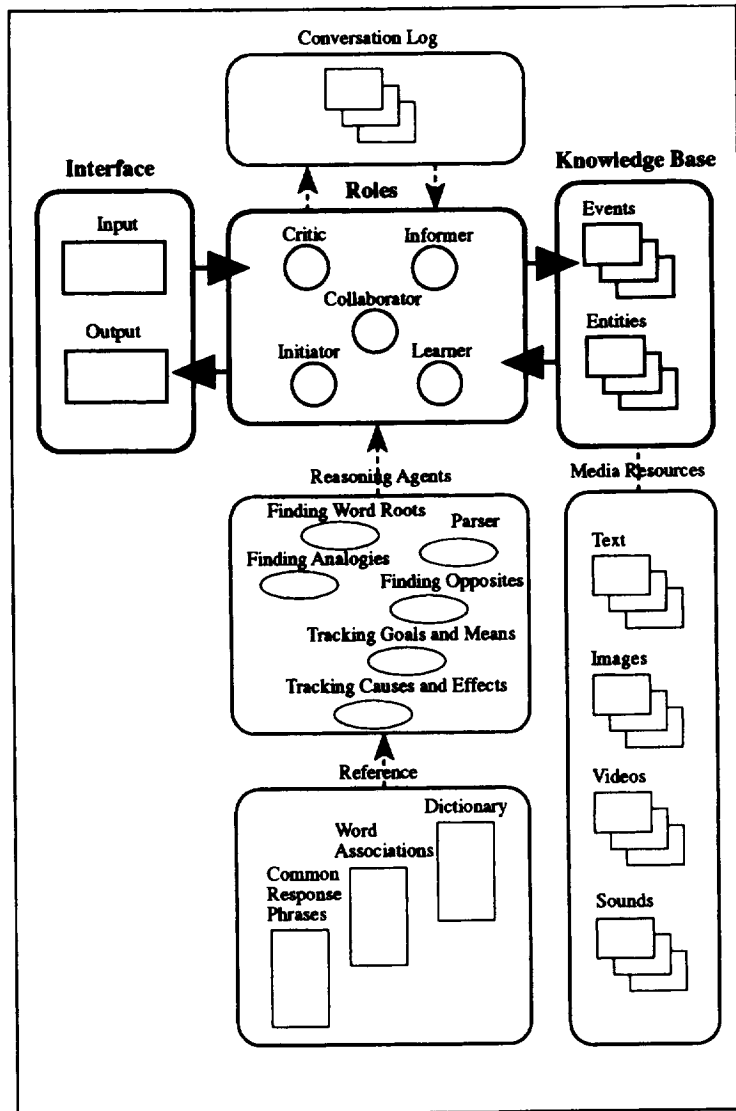 Conversation Log
Interface
Roles
Knowledge Base
Input
Output
Critic
Informer
Collaborator
Initiator
Learner
Events
Entities
Reasoning Agents
Finding Word Roots
Parser
Finding Analogies
Finding Opposites
Tracking Goals and Means
Tracking Causes and Effects
Media Resources
Text
Images
Videos
Sounds
Reference
Dictionary
Word
Associations
Common
Response
Phrases